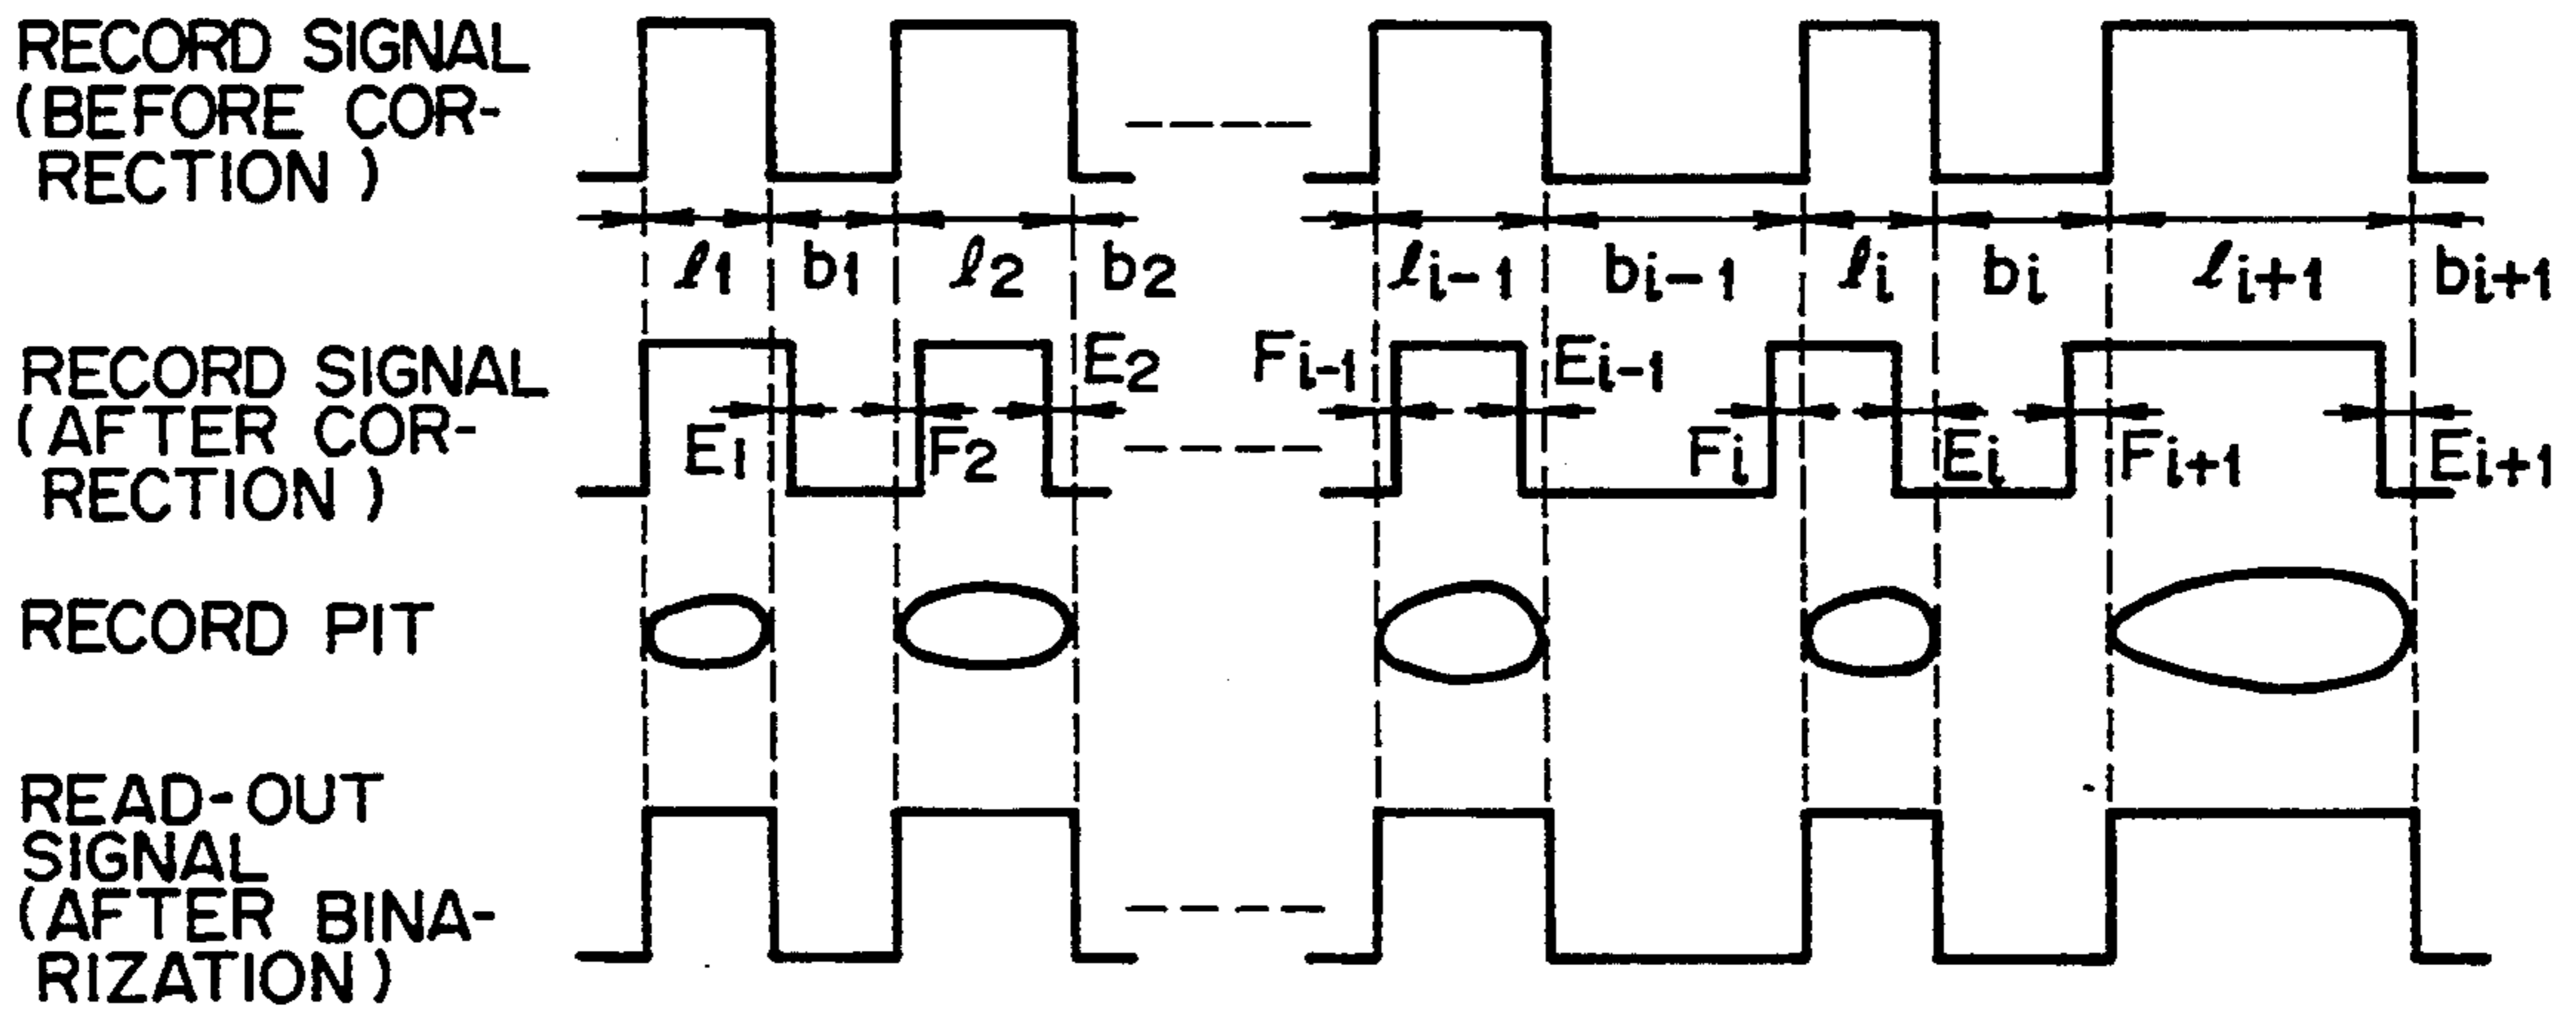 RECORD SIGNAL
(BEFORE COR-
RECTION)
ℓ1 b1 ℓ2 b2 ℓi-1 bi-1 ℓi bi ℓi+1 bi+1
RECORD SIGNAL
(AFTER COR-
RECTION)
E2 Fi-1 Ei-1
E1 F2 Fi Ei Fi+1 Ei+1
RECORD PIT
READ-OUT
SIGNAL
(AFTER BINA-
RIZATION)